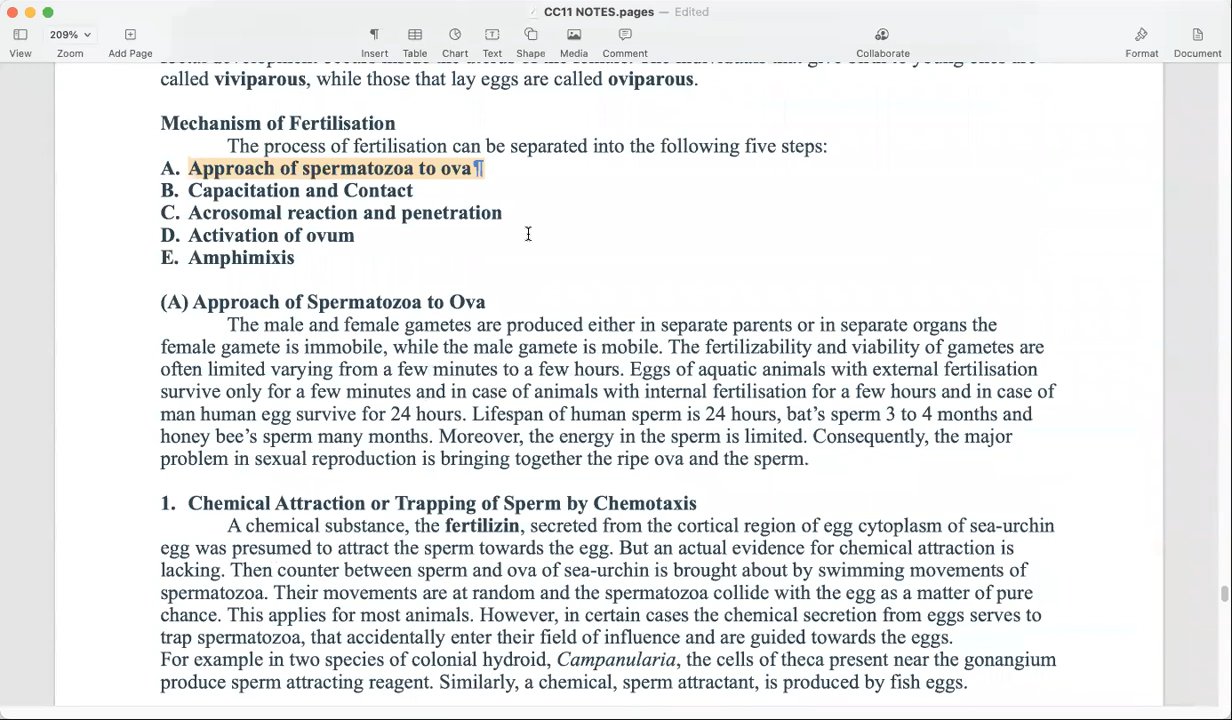 CC11 NOTES.pages — Edited
209%
View
Zoom
Add Page
Insert
Table
Chart
Text
Shape
Media
Comment
Collaborate
Format
Document
called viviparous, while those that lay eggs are called oviparous.
Mechanism of Fertilisation
The process of fertilisation can be separated into the following five steps:
A. Approach of spermatozoa to ova¶
B. Capacitation and Contact
C. Acrosomal reaction and penetration
D. Activation of ovum
E. Amphimixis
(A) Approach of Spermatozoa to Ova
The male and female gametes are produced either in separate parents or in separate organs the
female gamete is immobile, while the male gamete is mobile. The fertilizability and viability of gametes are
often limited varying from a few minutes to a few hours. Eggs of aquatic animals with external fertilisation
survive only for a few minutes and in case of animals with internal fertilisation for a few hours and in case of
man human egg survive for 24 hours. Lifespan of human sperm is 24 hours, bat's sperm 3 to 4 months and
honey bee's sperm many months. Moreover, the energy in the sperm is limited. Consequently, the major
problem in sexual reproduction is bringing together the ripe ova and the sperm.
1. Chemical Attraction or Trapping of Sperm by Chemotaxis
A chemical substance, the fertilizin, secreted from the cortical region of egg cytoplasm of sea-urchin
egg was presumed to attract the sperm towards the egg. But an actual evidence for chemical attraction is
lacking. Then counter between sperm and ova of sea-urchin is brought about by swimming movements of
spermatozoa. Their movements are at random and the spermatozoa collide with the egg as a matter of pure
chance. This applies for most animals. However, in certain cases the chemical secretion from eggs serves to
trap spermatozoa, that accidentally enter their field of influence and are guided towards the eggs.
For example in two species of colonial hydroid, Campanularia, the cells of theca present near the gonangium
produce sperm attracting reagent. Similarly, a chemical, sperm attractant, is produced by fish eggs.